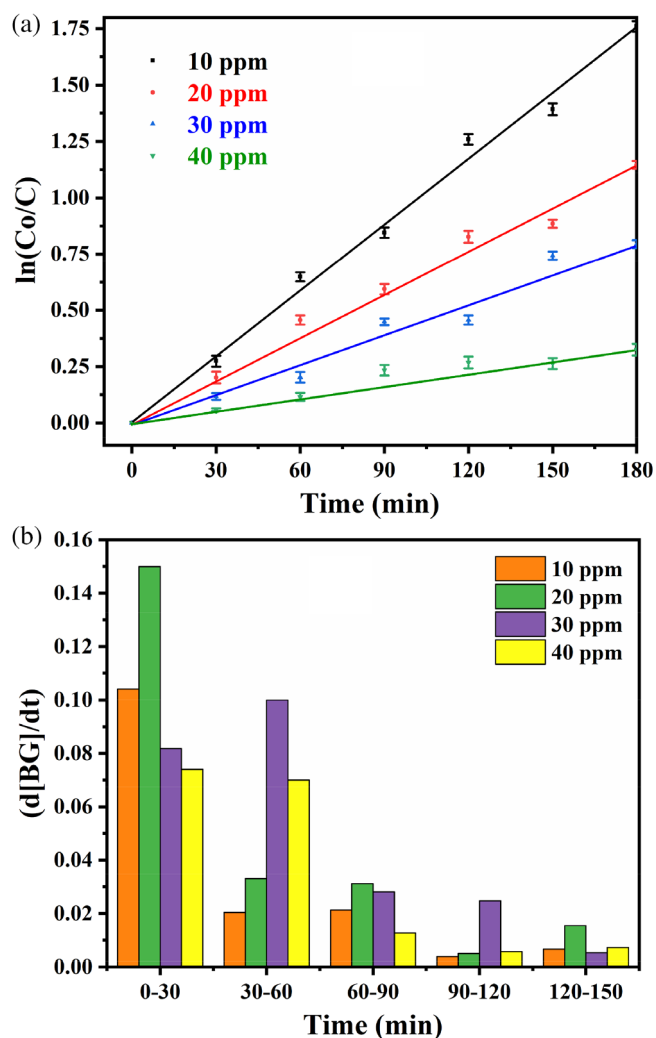 (a)
1.75
1.50
1.25
1.00
0.75
0.50
0.25
0.00
ln(Co/C)
10 ppm
20 ppm
30 ppm
40 ppm
0 30 60 90 120 150 180
Time (min)
(b)
0.16
0.14
0.12
0.10
0.08
0.06
0.04
0.02
0.00
(d[BG]/dt)
10 ppm
20 ppm
30 ppm
40 ppm
0-30 30-60 60-90 90-120 120-150
Time (min)